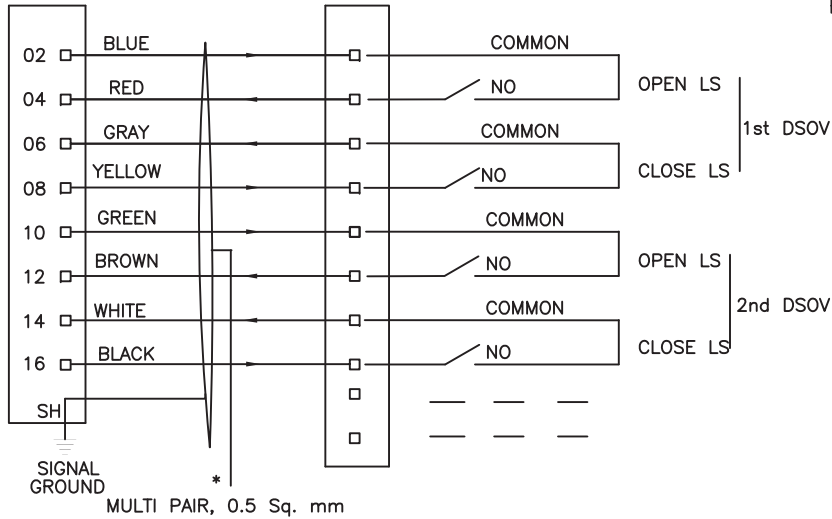 02 BLUE COMMON
04 RED NO OPEN LS
1st DSOV
06 GRAY COMMON
08 YELLOW NO CLOSE LS
10 GREEN COMMON
12 BROWN NO OPEN LS
2nd DSOV
14 WHITE COMMON
16 BLACK NO CLOSE LS
SH
SIGNAL
GROUND
*
MULTI PAIR, 0.5 Sq. mm